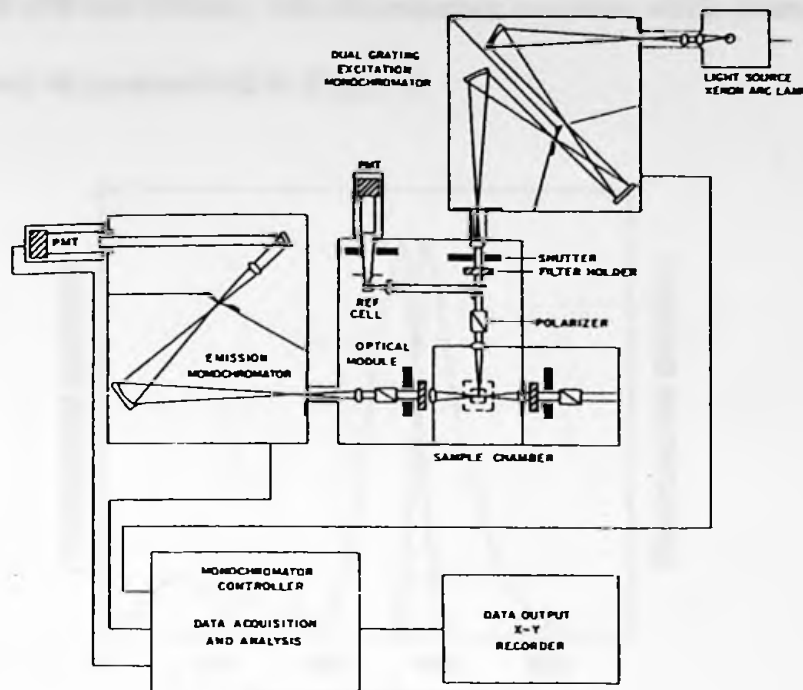 DUAL GRATING
EXCITATION
MONOCHROMATOR
LIGHT SOURCE
XENON ARC LAMP
PMT
PMT
SHUTTER
FILTER HOLDER
REF
CELL
POLARIZER
OPTICAL
MODULE
EMISSION
MONOCHROMATOR
SAMPLE CHAMBER
MONOCHROMATOR
CONTROLLER
DATA ACQUISITION
AND ANALYSIS
DATA OUTPUT
X-Y
RECORDER